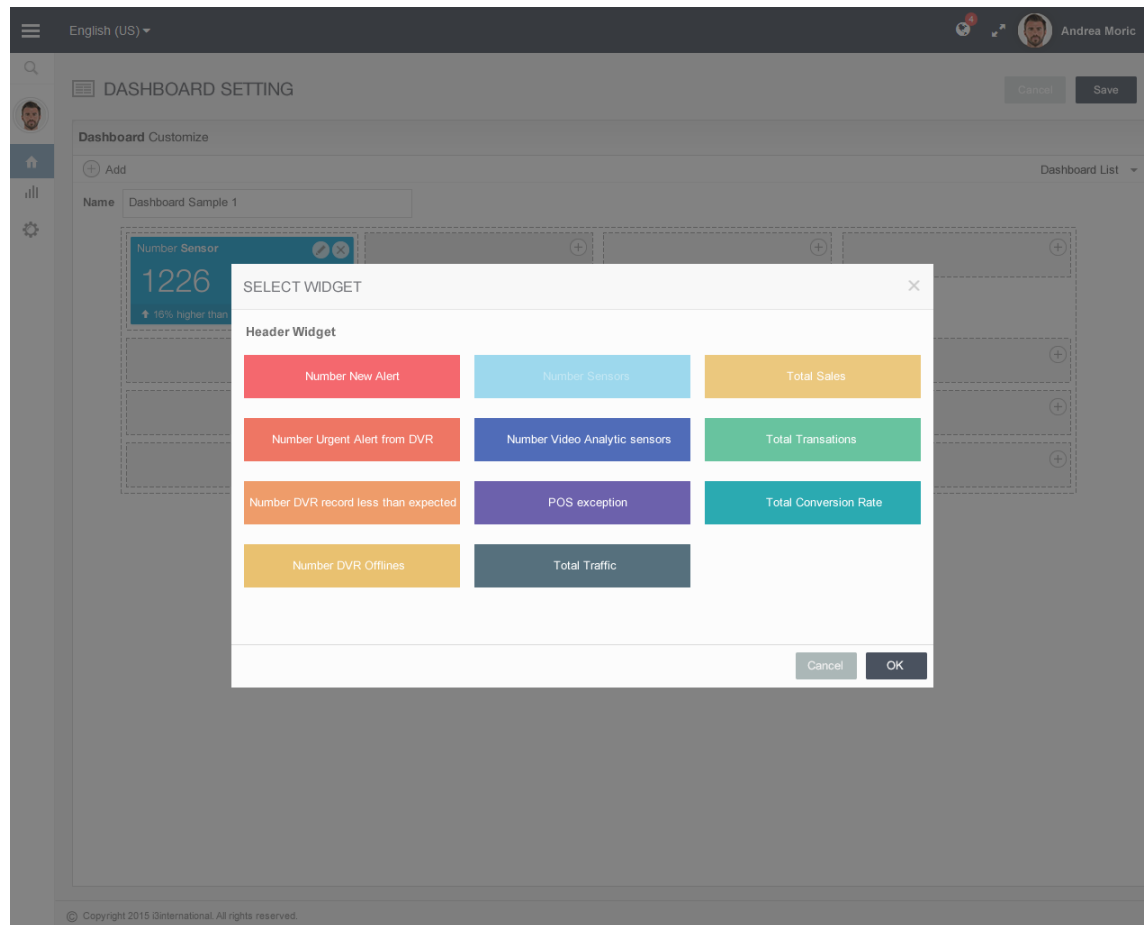 English (US)
4
Andrea Moric
DASHBOARD SETTING
Cancel
Save
Dashboard Customize
Add
Dashboard List
Name
Dashboard Sample 1
Number Sensor
1226
16% higher than
SELECT WIDGET
Header Widget
Number New Alert
Number Sensors
Total Sales
Number Urgent Alert from DVR
Number Video Analytic sensors
Total Transations
Number DVR record less than expected
POS exception
Total Conversion Rate
Number DVR Offlines
Total Traffic
Cancel
OK
© Copyright 2015 i3international. All rights reserved.